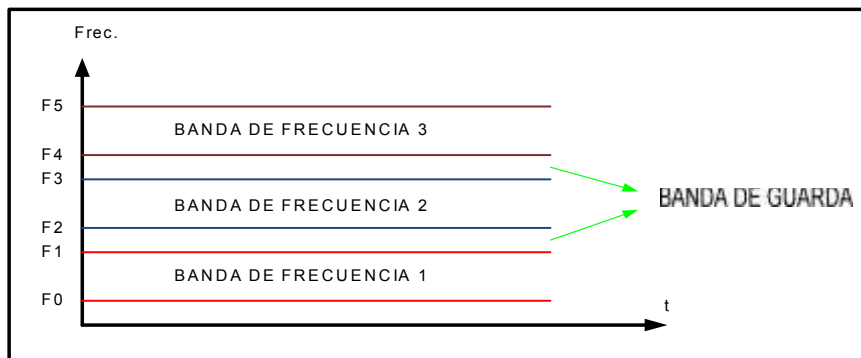 Frec.
F5
BANDA DE FRECUENCIA 3
F4
F3
BANDA DE GUARDA
BANDA DE FRECUENCIA 2
F2
F1
BANDA DE FRECUENCIA 1
F0
t